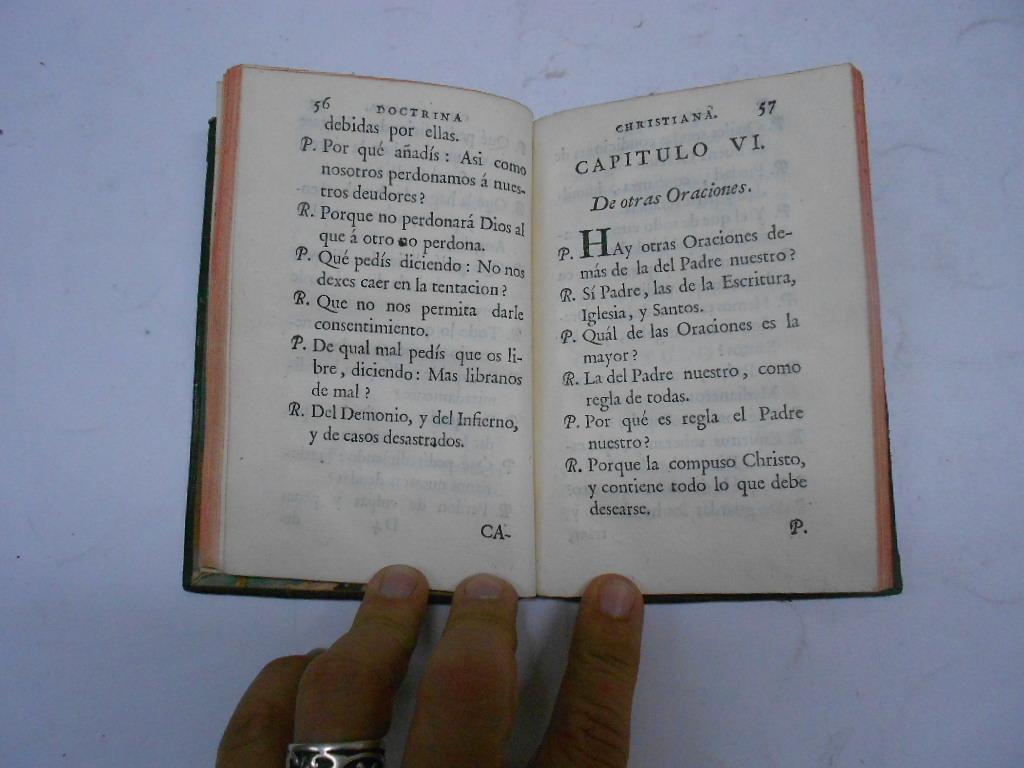 56 DOCTRINA
debidas por ellas.
P. Por qué añadís : Asi como
nosotros perdonamos á nues-
tros deudores ?
R. Porque no perdonará Dios al
que á otro no perdona.
P. Qué pedís diciendo : No nos
dexes caer en la tentacion ?
R. Que no nos permita darle
consentimiento.
P. De qual mal pedís que os li-
bre , diciendo : Mas libranos
de mal ?
R. Del Demonio, y del Infierno,
y de casos desastrados.
CA-
CHRISTIANA. 57
CAPITULO VI.
De otras Oraciones.
P. HAy otras Oraciones de-
más de la del Padre nuestro ?
R. Sí Padre , las de la Escritura,
Iglesia, y Santos.
P. Quál de las Oraciones es la
mayor ?
R. La del Padre nuestro , como
regla de todas.
P. Por qué es regla el Padre
nuestro ?
R. Porque la compuso Christo,
y contiene todo lo que debe
desearse.
P.